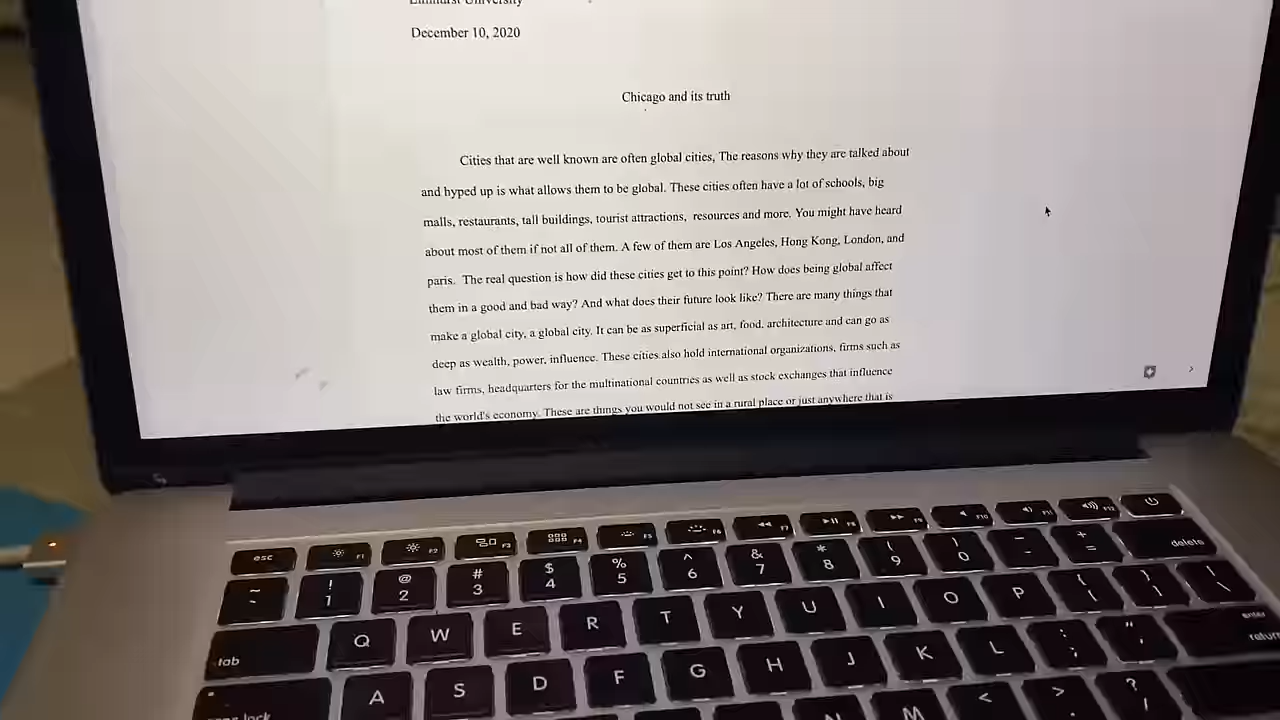 Elmhurst University
December 10, 2020
Chicago and its truth
Cities that are well known are often global cities, The reasons why they are talked about
and hyped up is what allows them to be global. These cities often have a lot of schools, big
malls, restaurants, tall buildings, tourist attractions, resources and more. You might have heard
about most of them if not all of them. A few of them are Los Angeles, Hong Kong, London, and
paris. The real question is how did these cities get to this point? How does being global affect
them in a good and bad way? And what does their future look like? There are many things that
make a global city, a global city. It can be as superficial as art, food, architecture and can go as
deep as wealth, power, influence. These cities also hold international organizations, firms such as
law firms, headquarters for the multinational countries as well as stock exchanges that influence
the world's economy. These are things you would not see in a rural place or just anywhere that is
esc F1 F2 F3 F4 F5 F6 F7 F8 F9 F10 F11 F12
~ ! 1 @ 2 # 3 $ 4 % 5 ^ 6 & 7 * 8 ( 9 ) 0 - + = delete
tab Q W E R T Y U I O P { [ } ] | \
A S D F G H J K L : ; " ' enter return
lock N M < > ? /